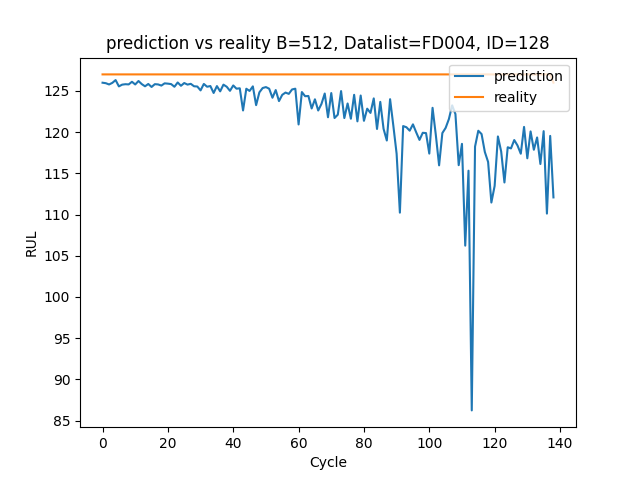 prediction vs reality B=512, Datalist=FD004, ID=128
prediction
reality
RUL
125
120
115
110
105
100
95
90
85
0 20 40 60 80 100 120 140
Cycle